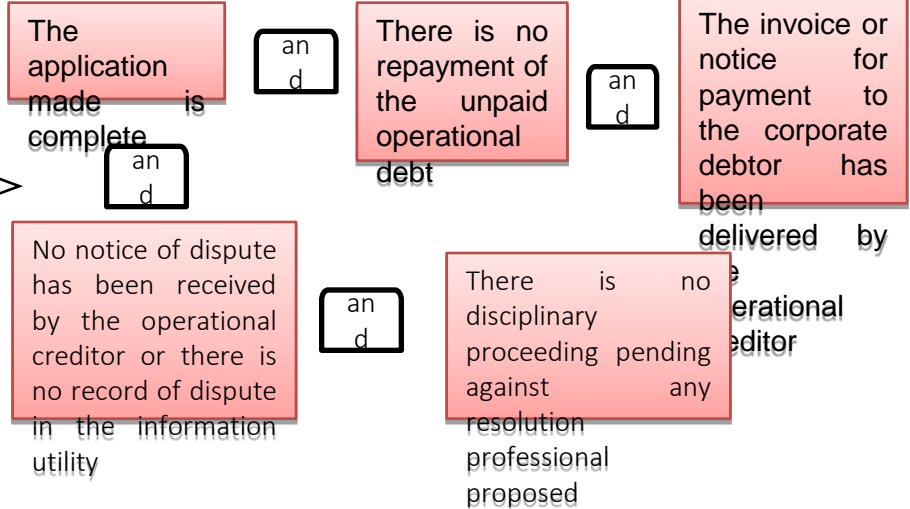 The
application
made is
complete
an
d
There is no
repayment of
the unpaid
operational
debt
an
d
The invoice or
notice for
payment to
the corporate
debtor has
been
delivered by
erational
editor
an
d
No notice of dispute
has been received
by the operational
creditor or there is
no record of dispute
in the information
utility
an
d
There is no
disciplinary
proceeding pending
against any
resolution
professional
proposed